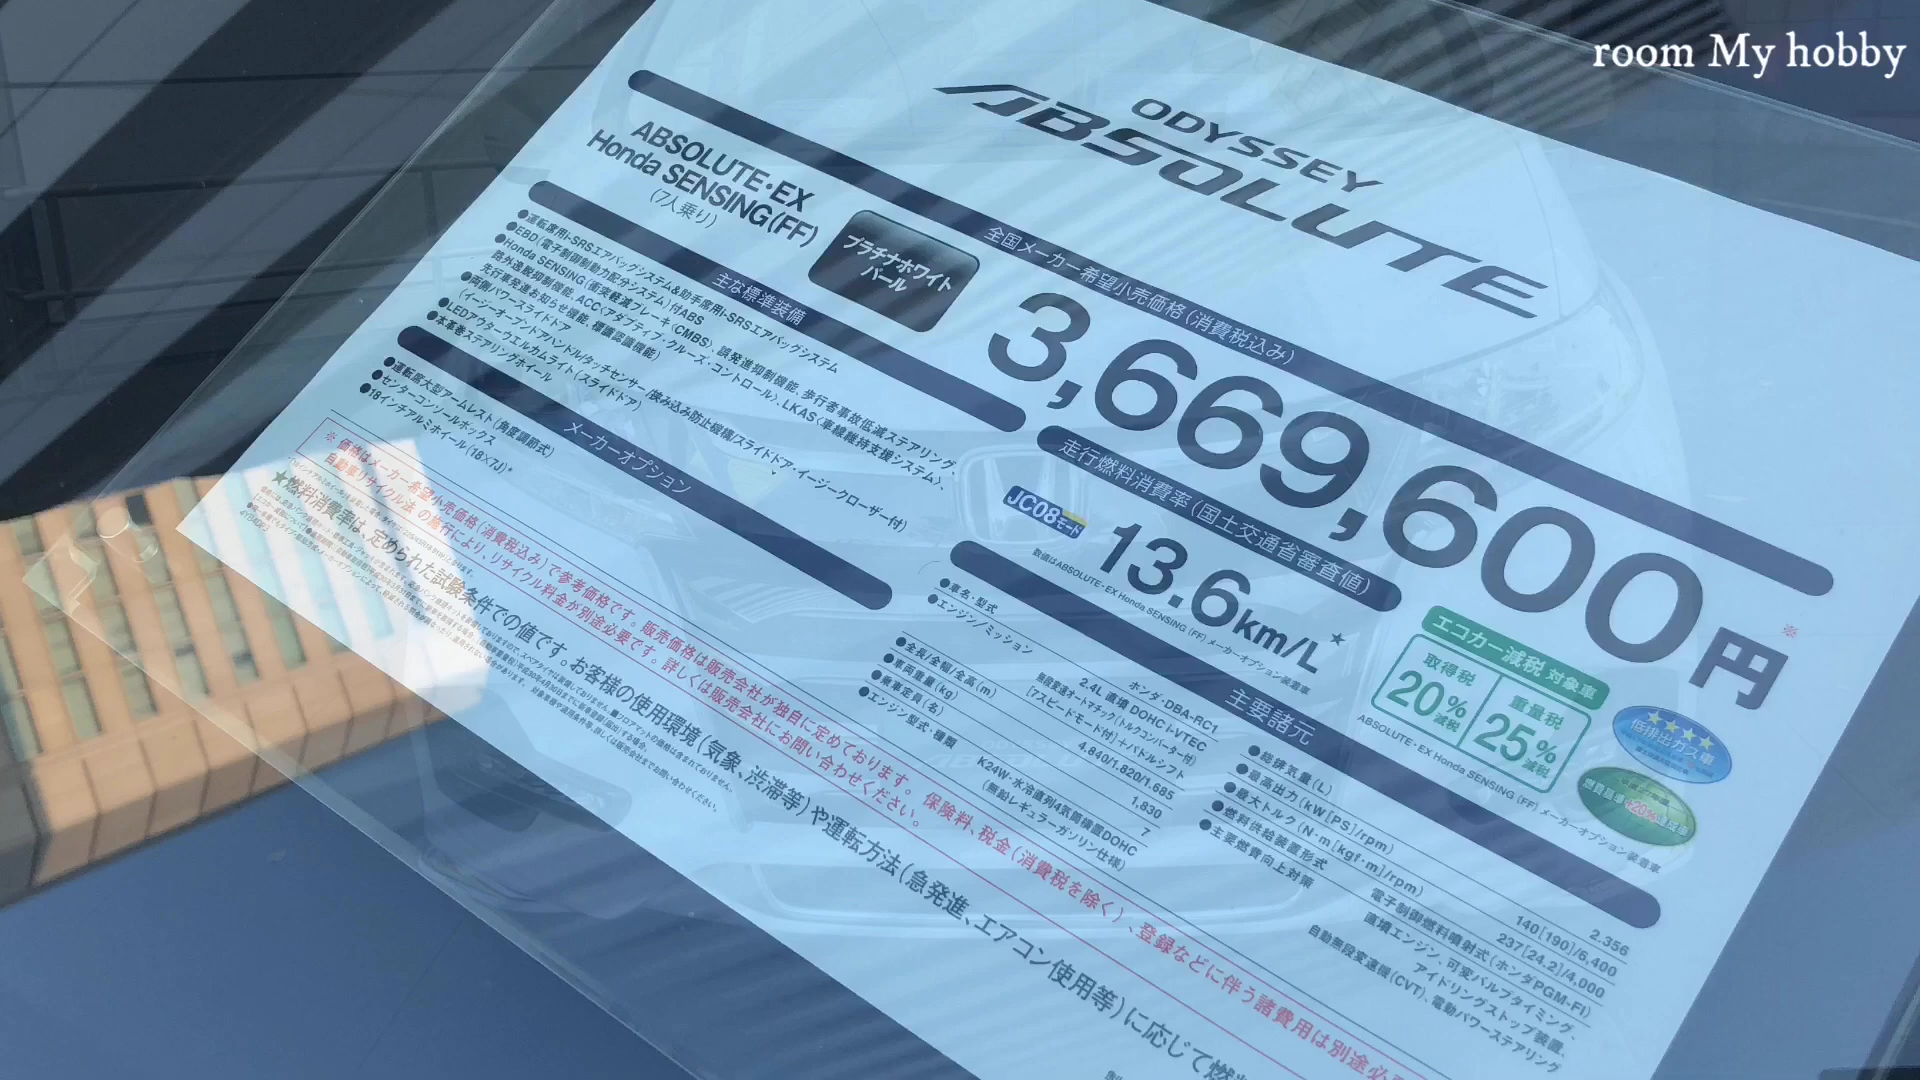 room My hobby
ODYSSEY
ABSOLUTE
ABSOLUTE・EX
Honda SENSING(FF)
(7人乗り)
プラチナホワイト
パール
全国メーカー希望小売価格(消費税込み)
3,669,600円
※
主な標準装備
●運転席用i-SRSエアバッグシステム&助手席用i-SRSエアバッグシステム
●EBD(電子制御制動力配分システム)付ABS
●Honda SENSING〈衝突軽減ブレーキ(CMBS)、誤発進抑制機能、歩行者事故低減ステアリング、
路外逸脱抑制機能、ACC〈アダプティブ・クルーズ・コントロール〉、LKAS〈車線維持支援システム〉、
先行車発進お知らせ機能、標識認識機能〉
●両側パワースライドドア
(イージーオープンドアハンドル/タッチセンサー/挟み込み防止機構/スライドドア・イージークローザー付)
●LEDアウターウエルカムライト(スライドドア)
●本革巻ステアリングホイール
メーカーオプション
●運転席大型アームレスト(角度調節式)
●センターコンソールボックス
●18インチアルミホイール(18×7J)*
走行燃料消費率(国土交通省審査値)
JC08モード
13.6km/L★
数値はABSOLUTE・EX Honda SENSING (FF) メーカーオプション装着車
エコカー減税 対象車
取得税
20%減税
重量税
25%減税
ABSOLUTE・EX Honda SENSING (FF) メーカーオプション装着車
低排出ガス車
主要諸元
●車名・型式 ホンダ・DBA-RC1
●エンジン/ミッション 2.4L 直噴 DOHC i-VTEC
無段変速オートマチック(トルクコンバーター付)
[7スピードモード付]+パドルシフト
●全長/全幅/全高(m) 4.840/1.820/1.685
●車両重量(kg) 1,830
●乗車定員(名) 7
●エンジン型式・種類 K24W・水冷直列4気筒横置DOHC
(無鉛レギュラーガソリン仕様)
●総排気量(L) 2.356
●最高出力(kW[PS]/rpm) 140[190]/6,400
●最大トルク(N・m[kgf・m]/rpm) 237[24.2]/4,000
●燃料供給装置形式 電子制御燃料噴射式(ホンダPGM-FI)
●主要燃費向上対策 直噴エンジン、可変バルブタイミング、
アイドリングストップ装置、
自動無段変速機(CVT)、電動パワーステアリング
※ 価格はメーカー希望小売価格(消費税込み)で参考価格です。販売価格は販売会社が独自に定めております。保険料、税金(消費税を除く)、登録などに伴う諸費用は別途必
自動車リサイクル法 の施行により、リサイクル料金が別途必要です。詳しくは販売会社にお問い合わせください。
★燃料消費率は、定められた試験条件での値です。お客様の使用環境(気象、渋滞等)や運転方法(急発進、エアコン使用等)に応じて燃